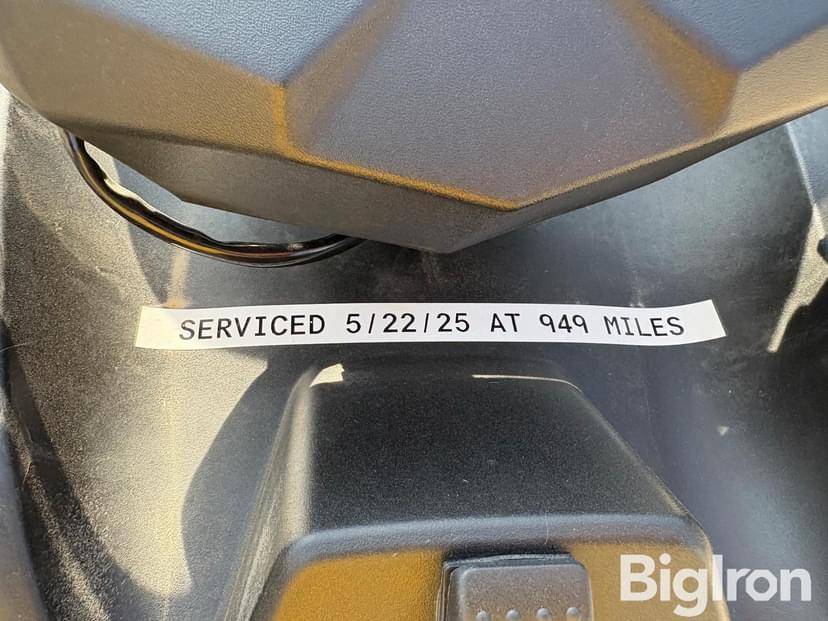 SERVICED 5/22/25 AT 949 MILES
BigIron